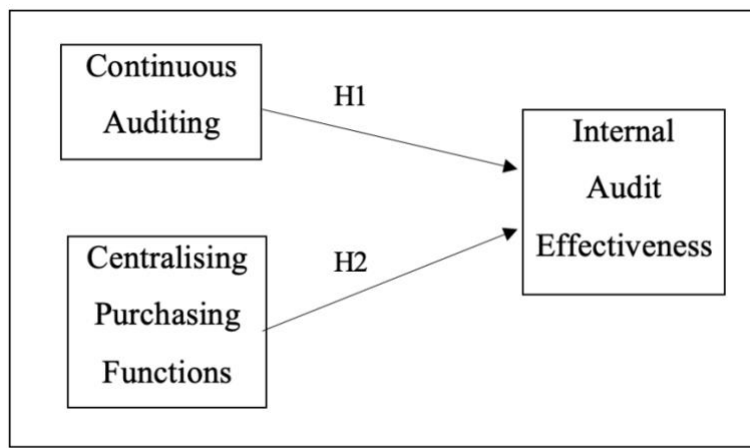 Continuous
Auditing
H1
Internal
Audit
Effectiveness
Centralising
Purchasing
Functions
H2